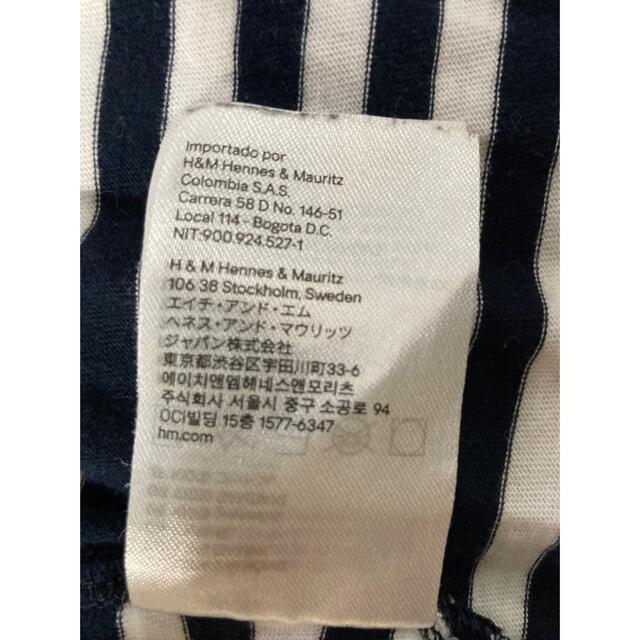 Importado por
H&M Hennes & Mauritz
Colombia S.A.S.
Carrera 58 D No. 146-51
Local 114 - Bogota D.C.
NIT:900.924.527-1
H & M Hennes & Mauritz
106 38 Stockholm, Sweden
エイチ・アンド・エム
ヘネス・アンド・マウリッツ
ジャパン株式会社
東京都渋谷区宇田川町33-6
에이치앤엠헤네스앤모리츠
주식회사 서울시 중구 소공로 94
OCI빌딩 15층 1577-6347
hm.com